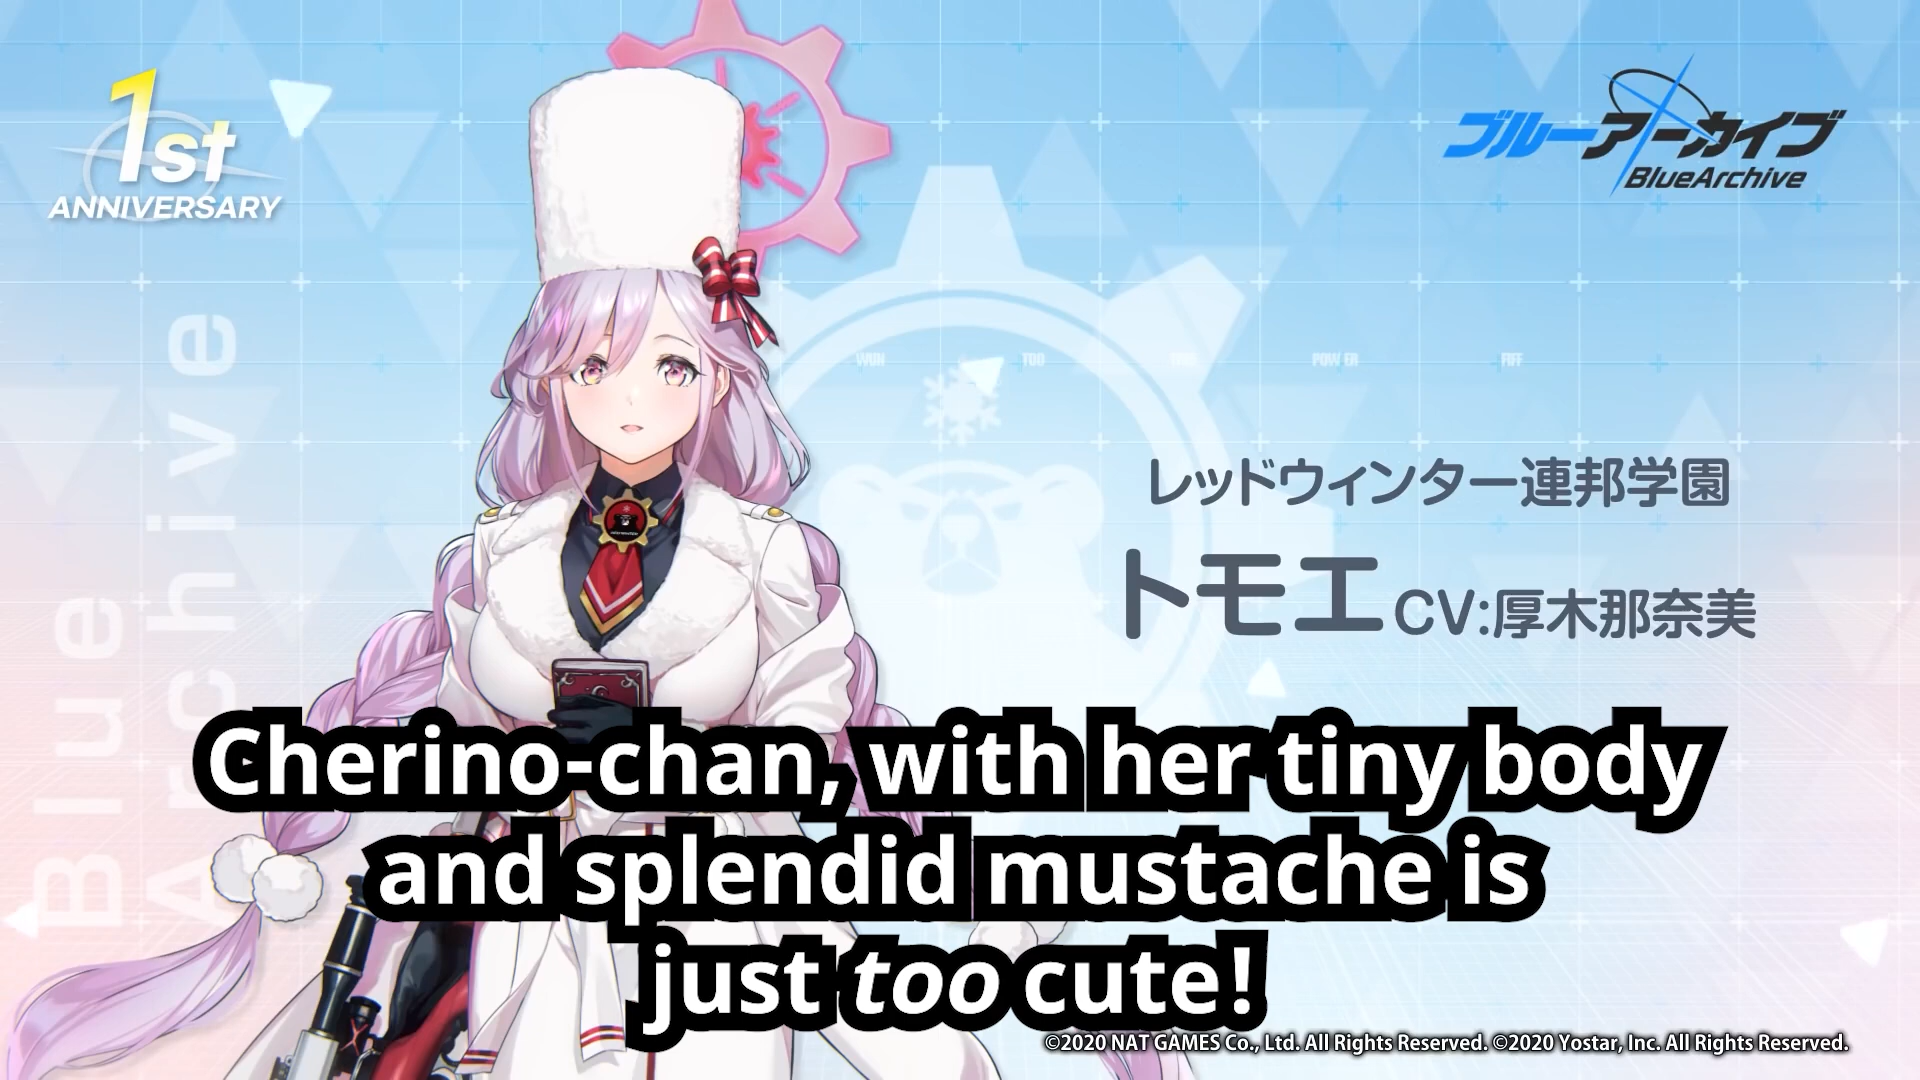 1st
ANNIVERSARY
ブルーアーカイブ
BlueArchive
Blue
Archive
TOO
POWER
レッドウィンター連邦学園
トモエ CV:厚木那奈美
Cherino-chan, with her tiny body
and splendid mustache is
just too cute!
©2020 NAT GAMES Co., Ltd. All Rights Reserved. ©2020 Yostar, Inc. All Rights Reserved.